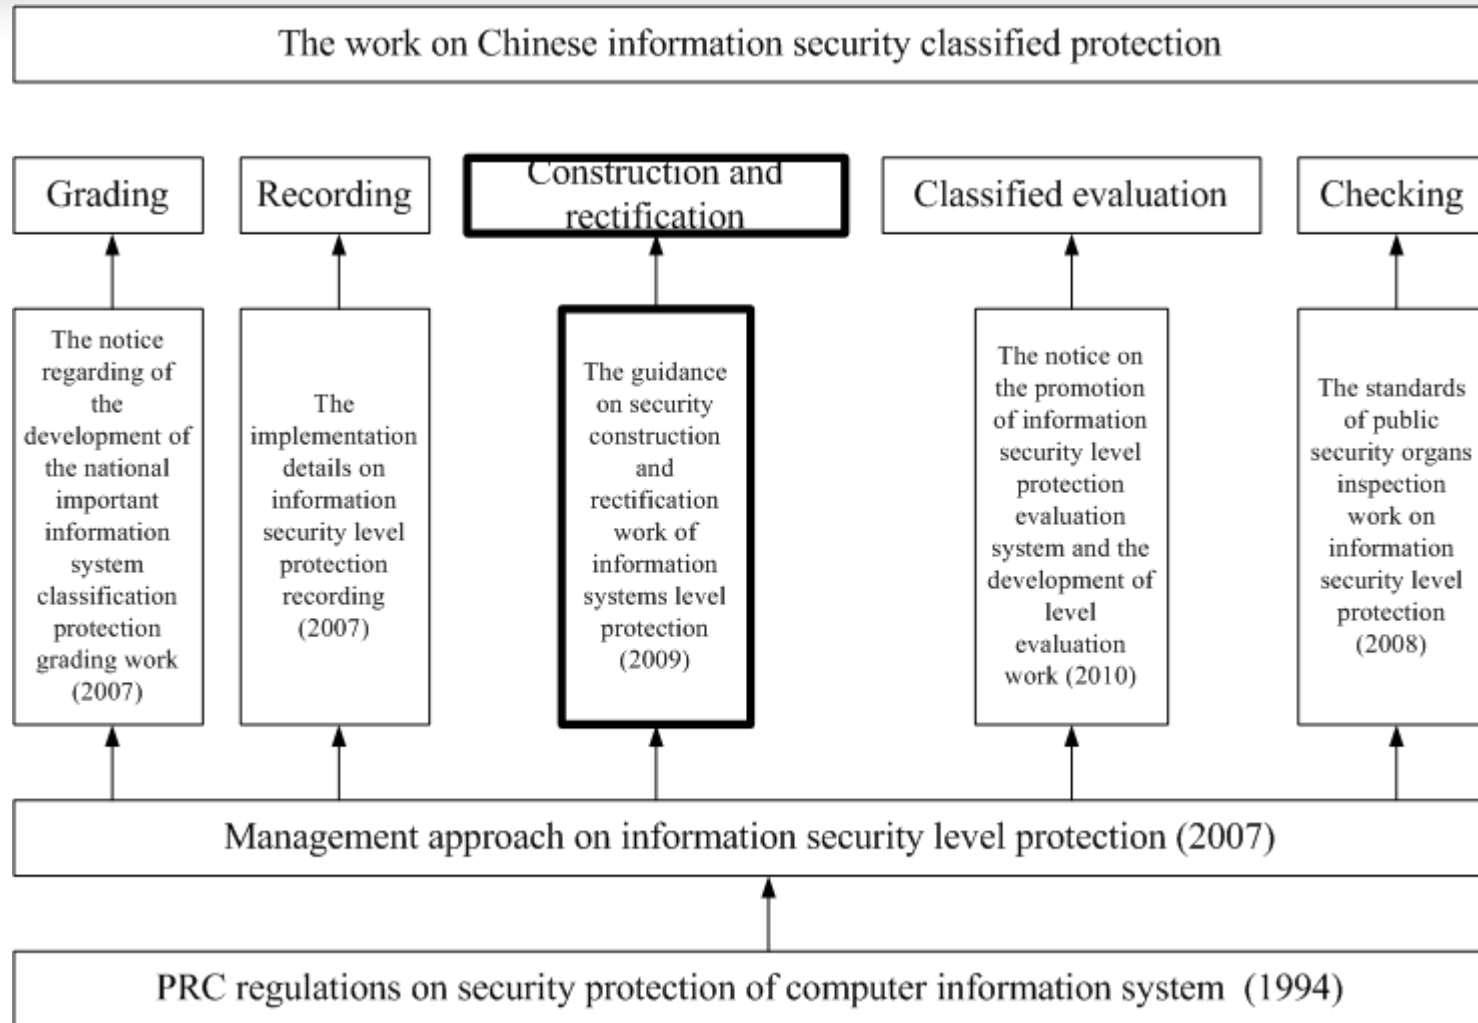 The work on Chinese information security classified protection
Grading
Recording
Construction and
rectification
Classified evaluation
Checking
The notice
regarding of
the
development of
the national
important
information
system
classification
protection
grading work
(2007)
The
implementation
details on
information
security level
protection
recording
(2007)
The guidance
on security
construction
and
rectification
work of
information
systems level
protection
(2009)
The notice on
the promotion
of information
security level
protection
evaluation
system and the
development of
level
evaluation
work (2010)
The standards
of public
security organs
inspection
work on
information
security level
protection
(2008)
Management approach on information security level protection (2007)
PRC regulations on security protection of computer information system (1994)